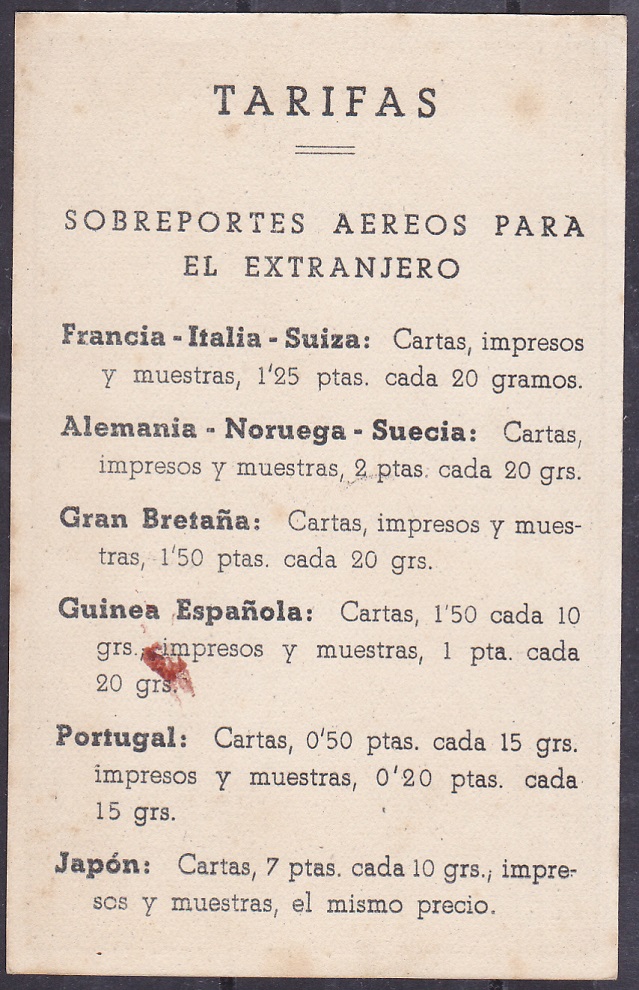 TARIFAS
SOBREPORTES AEREOS PARA
EL EXTRANJERO
Francia - Italia - Suiza: Cartas, impresos
y muestras, 1'25 ptas. cada 20 gramos.
Alemania - Noruega - Suecia: Cartas,
impresos y muestras, 2 ptas. cada 20 grs.
Gran Bretaña: Cartas, impresos y mues-
tras, 1'50 ptas. cada 20 grs.
Guinea Española: Cartas, 1'50 cada 10
grs., impresos y muestras, 1 pta. cada
20 grs.
Portugal: Cartas, 0'50 ptas. cada 15 grs.
impresos y muestras, 0'20 ptas. cada
15 grs.
Japón: Cartas, 7 ptas. cada 10 grs., impre-
sos y muestras, el mismo precio.